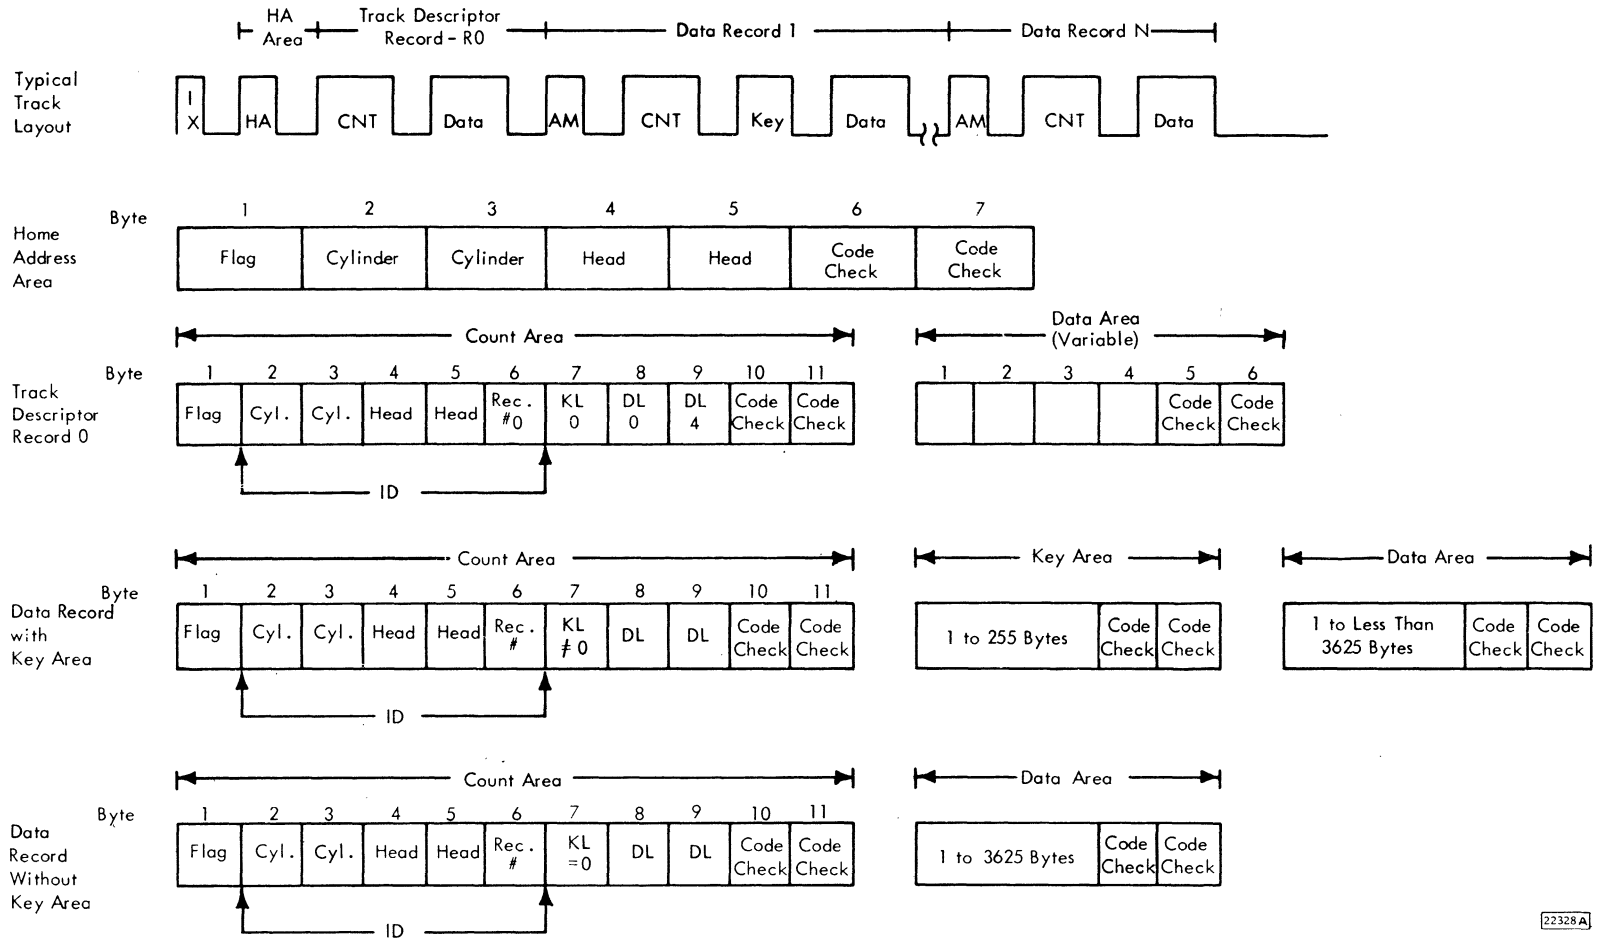 HA Area
Track Descriptor Record - R0
Data Record 1
Data Record N
Typical Track Layout
IX HA CNT Data AM CNT Key Data AM CNT Data
Byte 1 2 3 4 5 6 7
Home Address Area
Flag Cylinder Cylinder Head Head Code Check Code Check
Count Area
Data Area (Variable)
Byte 1 2 3 4 5 6 7 8 9 10 11 1 2 3 4 5 6
Track Descriptor Record 0
Flag Cyl. Cyl. Head Head Rec. #0 KL 0 DL 0 DL 4 Code Check Code Check Code Check Code Check
ID
Count Area Key Area Data Area
Byte 1 2 3 4 5 6 7 8 9 10 11
Data Record with Key Area
Flag Cyl. Cyl. Head Head Rec. # KL ≠ 0 DL DL Code Check Code Check 1 to 255 Bytes Code Check Code Check 1 to Less Than 3625 Bytes Code Check Code Check
ID
Count Area Data Area
Byte 1 2 3 4 5 6 7 8 9 10 11
Data Record Without Key Area
Flag Cyl. Cyl. Head Head Rec. # KL =0 DL DL Code Check Code Check 1 to 3625 Bytes Code Check Code Check
ID
22328A